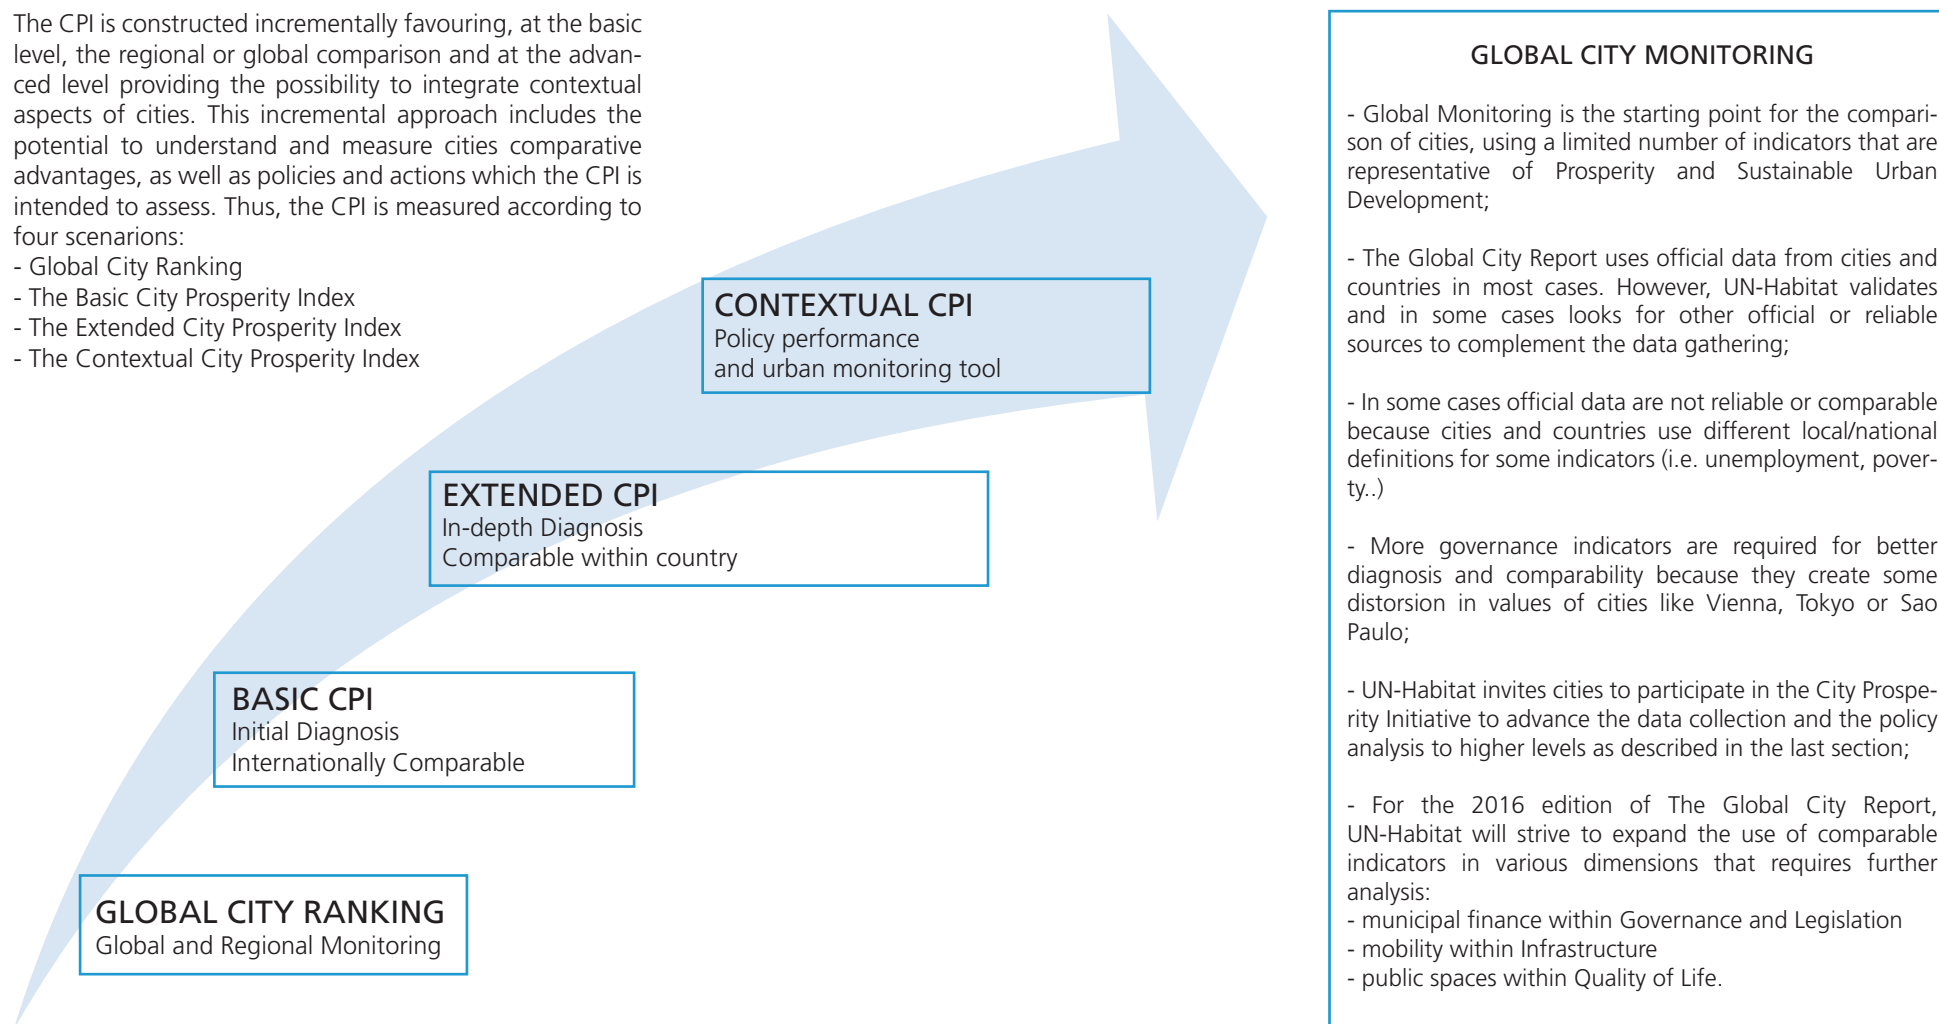 The CPI is constructed incrementally favouring, at the basic
level, the regional or global comparison and at the advan-
ced level providing the possibility to integrate contextual
aspects of cities. This incremental approach includes the
potential to understand and measure cities comparative
advantages, as well as policies and actions which the CPI is
intended to assess. Thus, the CPI is measured according to
four scenarions:
- Global City Ranking
- The Basic City Prosperity Index
- The Extended City Prosperity Index
- The Contextual City Prosperity Index
CONTEXTUAL CPI
Policy performance
and urban monitoring tool
EXTENDED CPI
In-depth Diagnosis
Comparable within country
BASIC CPI
Initial Diagnosis
Internationally Comparable
GLOBAL CITY RANKING
Global and Regional Monitoring
GLOBAL CITY MONITORING
- Global Monitoring is the starting point for the compari-
son of cities, using a limited number of indicators that are
representative of Prosperity and Sustainable Urban
Development;
- The Global City Report uses official data from cities and
countries in most cases. However, UN-Habitat validates
and in some cases looks for other official or reliable
sources to complement the data gathering;
- In some cases official data are not reliable or comparable
because cities and countries use different local/national
definitions for some indicators (i.e. unemployment, pover-
ty..)
- More governance indicators are required for better
diagnosis and comparability because they create some
distorsion in values of cities like Vienna, Tokyo or Sao
Paulo;
- UN-Habitat invites cities to participate in the City Prospe-
rity Initiative to advance the data collection and the policy
analysis to higher levels as described in the last section;
- For the 2016 edition of The Global City Report,
UN-Habitat will strive to expand the use of comparable
indicators in various dimensions that requires further
analysis:
- municipal finance within Governance and Legislation
- mobility within Infrastructure
- public spaces within Quality of Life.